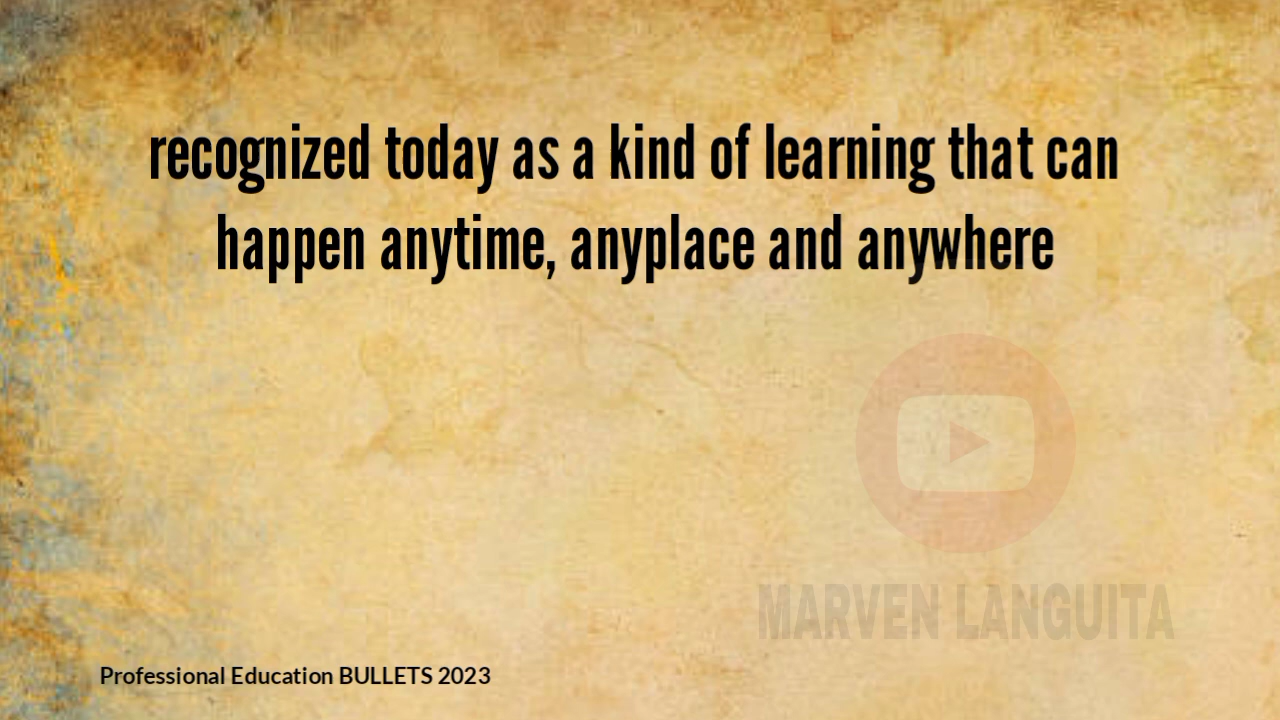 recognized today as a kind of learning that can
happen anytime, anyplace and anywhere
MARVEN LANGUITA
Professional Education BULLETS 2023